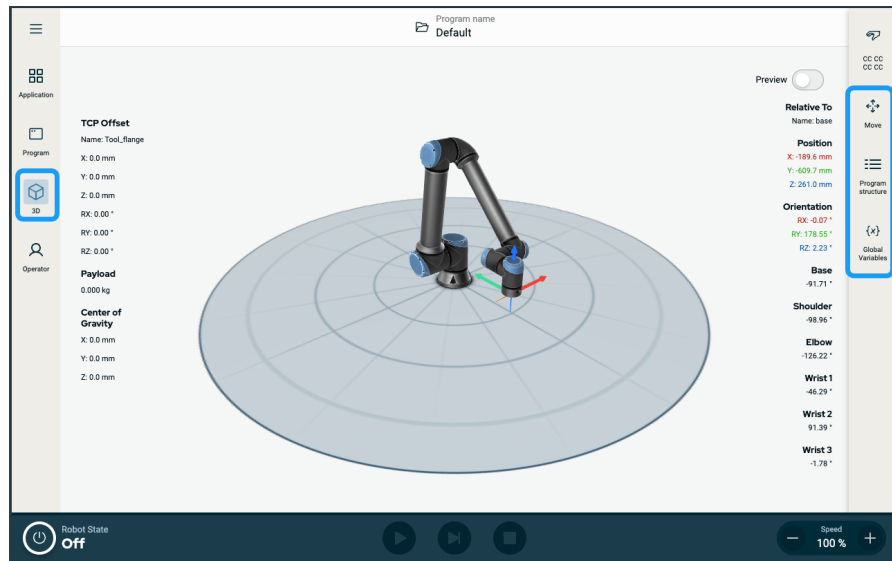 Program name
Default
Application
Program
3D
Operator
TCP Offset
Name: Tool_flange
X: 0.0 mm
Y: 0.0 mm
Z: 0.0 mm
RX: 0.00 °
RY: 0.00 °
RZ: 0.00 °
Payload
0.000 kg
Center of
Gravity
X: 0.0 mm
Y: 0.0 mm
Z: 0.0 mm
Preview
Relative To
Name: base
Position
X: -189.6 mm
Y: -609.7 mm
Z: 261.0 mm
Orientation
RX: -0.07 °
RY: 178.55 °
RZ: 2.23 °
Base
-91.71 °
Shoulder
-98.96 °
Elbow
-126.22 °
Wrist 1
-46.29 °
Wrist 2
91.39 °
Wrist 3
-1.78 °
CC CC
CC CC
Move
Program
structure
{x}
Global
Variables
Robot State
Off
Speed
100 %